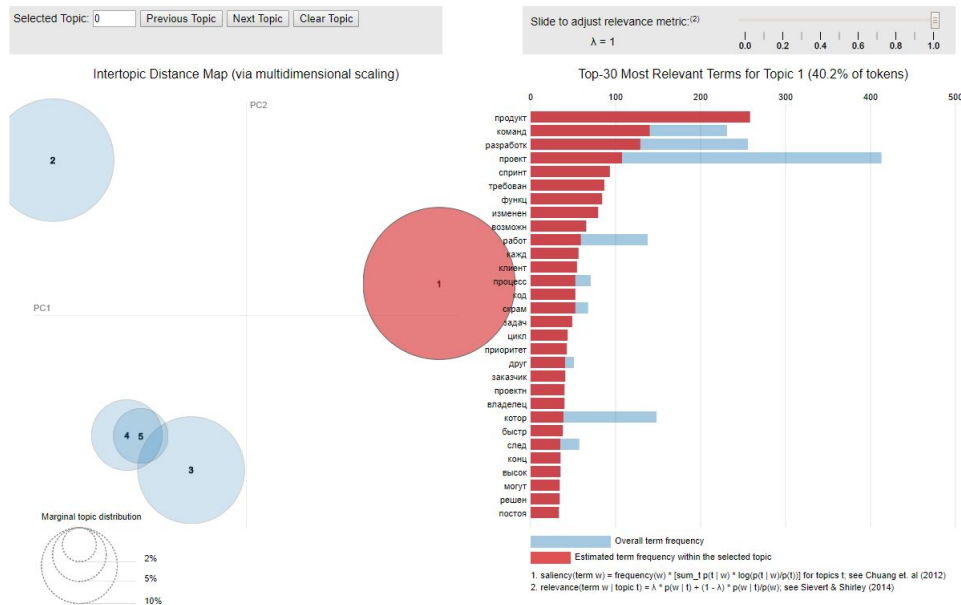 Selected Topic: 0 Previous Topic Next Topic Clear Topic
Slide to adjust relevance metric:(2)
λ = 1
0.0 0.2 0.4 0.6 0.8 1.0
Intertopic Distance Map (via multidimensional scaling)
PC2
PC1
2
1
4
5
3
Marginal topic distribution
2%
5%
10%
Top-30 Most Relevant Terms for Topic 1 (40.2% of tokens)
0 100 200 300 400 500
продукт
команд
разработк
проект
спринт
требован
функц
изменен
возможн
работ
кажд
клиент
процесс
код
скрам
задач
цикл
приоритет
друг
заказчик
проектн
владелец
котор
быстр
след
конц
высок
могут
решен
постоя
Overall term frequency
Estimated term frequency within the selected topic
1. saliency(term w) = frequency(w) * [sum_t p(t | w) * log(p(t | w)/p(t))] for topics t; see Chuang et. al (2012)
2. relevance(term w | topic t) = λ * p(w | t) + (1 - λ) * p(w | t)/p(w); see Sievert & Shirley (2014)